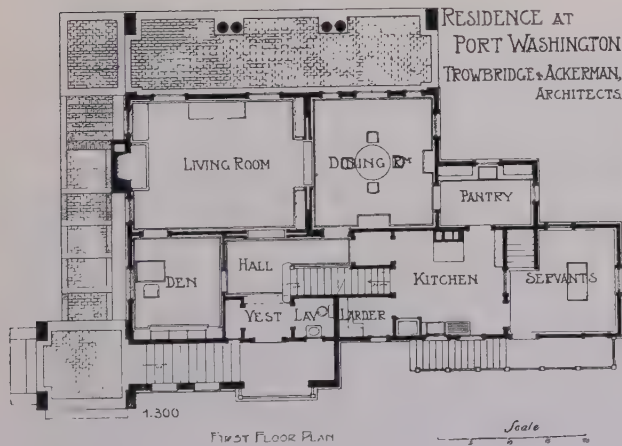 RESIDENCE AT
PORT WASHINGTON
TROWBRIDGE & ACKERMAN,
ARCHITECTS
LIVING ROOM
DINING RM
PANTRY
DEN
HALL
KITCHEN
SERVANTS
VEST
LAV
LARDER
1.300
FIRST FLOOR PLAN
Scale